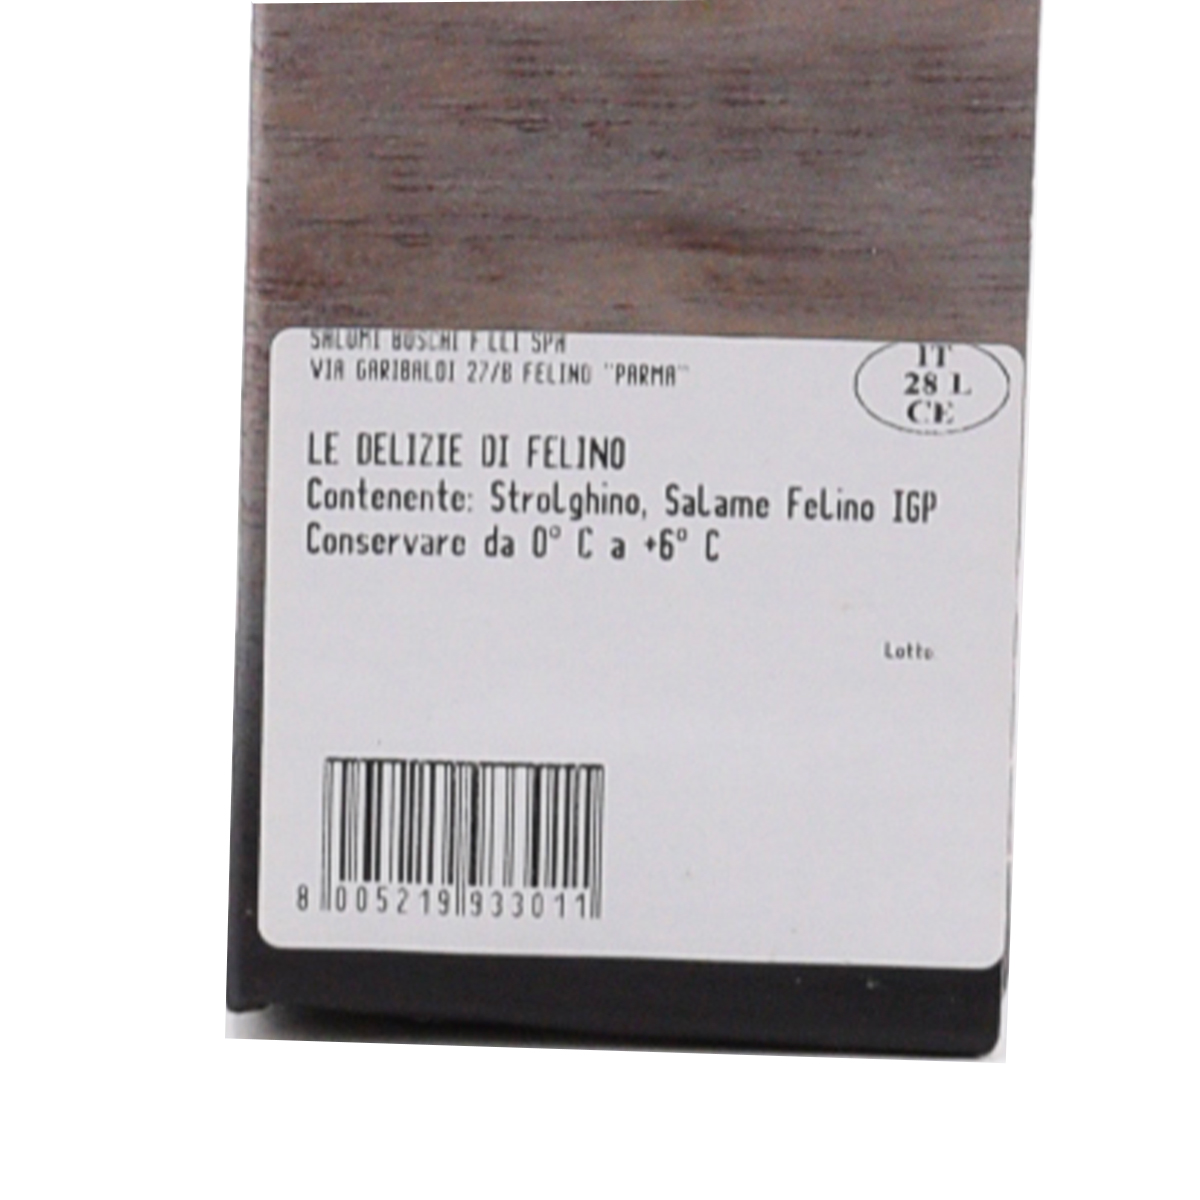 SALUMI BOSCHI F.LLI SPA
VIA GARIBALDI 27/B FELINO "PARMA"
IT
28 L
CE
LE DELIZIE DI FELINO
Contenente: Strolghino, Salame Felino IGP
Conservare da 0° C a +6° C
Lotto
8 005219 933011